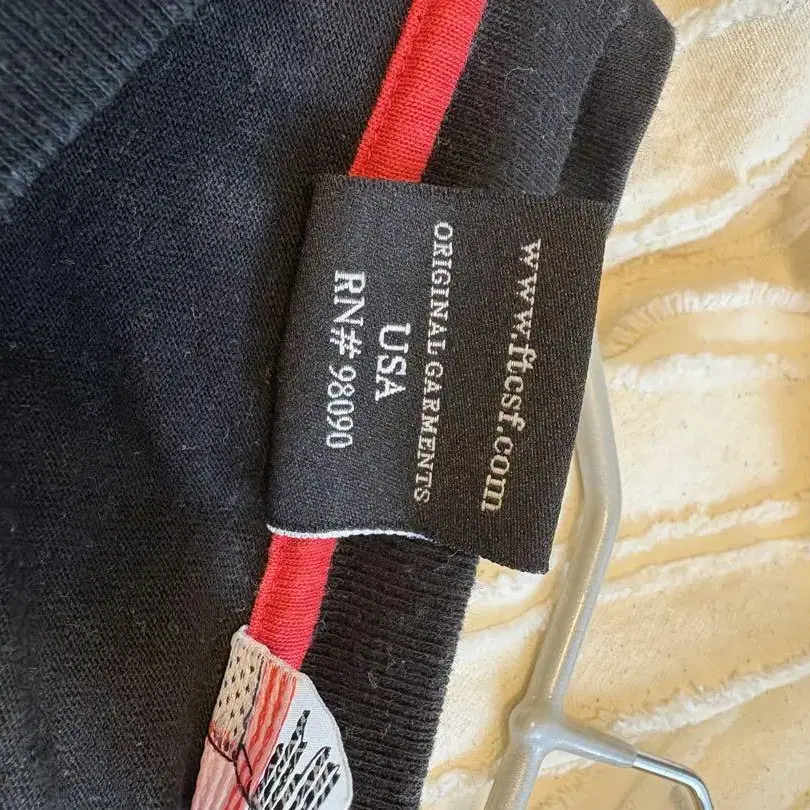 www.ftcsf.com
ORIGINAL GARMENTS
USA
RN# 98090